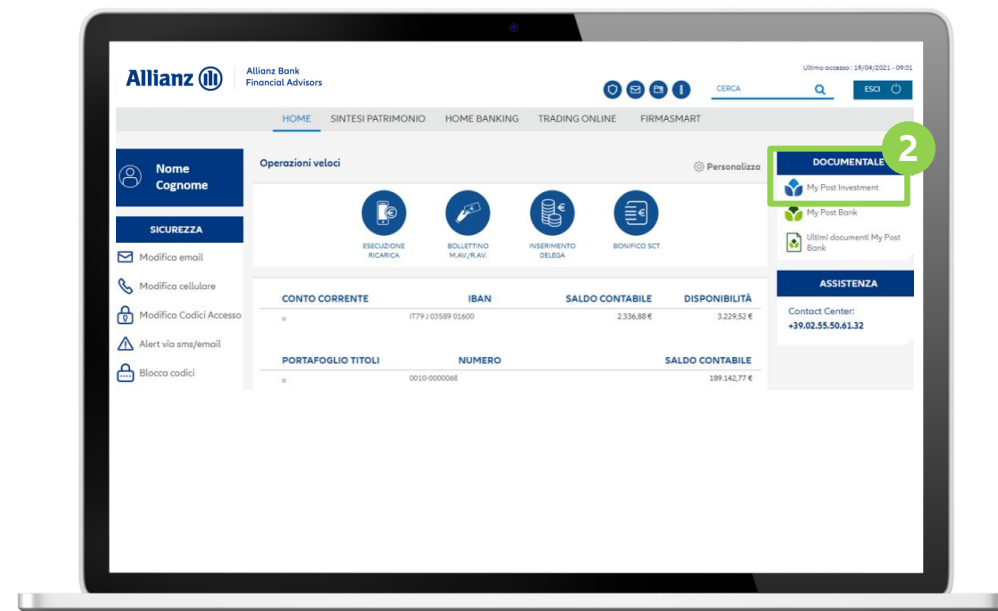 Allianz
Allianz Bank
Financial Advisors
Ultimo accesso: 19/04/2021 - 09:01
CERCA
ESCI
HOME SINTESI PATRIMONIO HOME BANKING TRADING ONLINE FIRMASMART
Nome
Cognome
SICUREZZA
Modifica email
Modifica cellulare
Modifica Codici Accesso
Alert via sms/email
Blocca codici
Operazioni veloci
Personalizza
ESECUZIONE
RICARICA
BOLLETTINO
M.AV./R.AV.
INSERIMENTO
DELEGA
BONIFICO SCT
CONTO CORRENTE IBAN SALDO CONTABILE DISPONIBILITÀ
IT79 J 03589 01600 2.336,88 € 3.229,52 €
PORTAFOGLIO TITOLI NUMERO SALDO CONTABILE
0010-0000068 189.142,77 €
2
DOCUMENTALE
My Post Investment
My Post Bank
Ultimi documenti My Post
Bank
ASSISTENZA
Contact Center:
+39.02.55.50.61.32